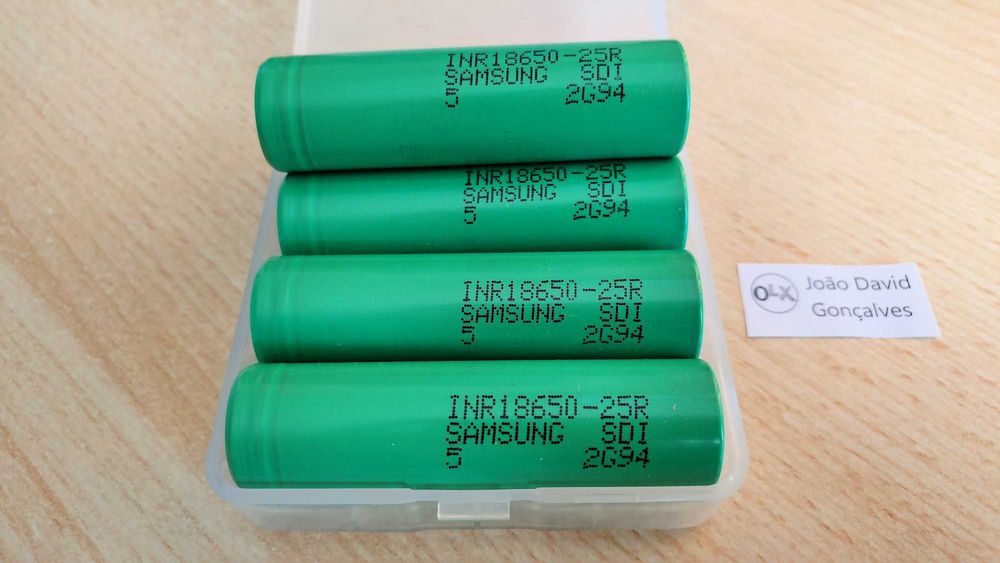 INR18650-25R
SAMSUNG SDI
5 2G94
INR18650-25R
SAMSUNG SDI
5 2G94
INR18650-25R
SAMSUNG SDI
5 2G94
INR18650-25R
SAMSUNG SDI
5 2G94
OLX João David
Gonçalves